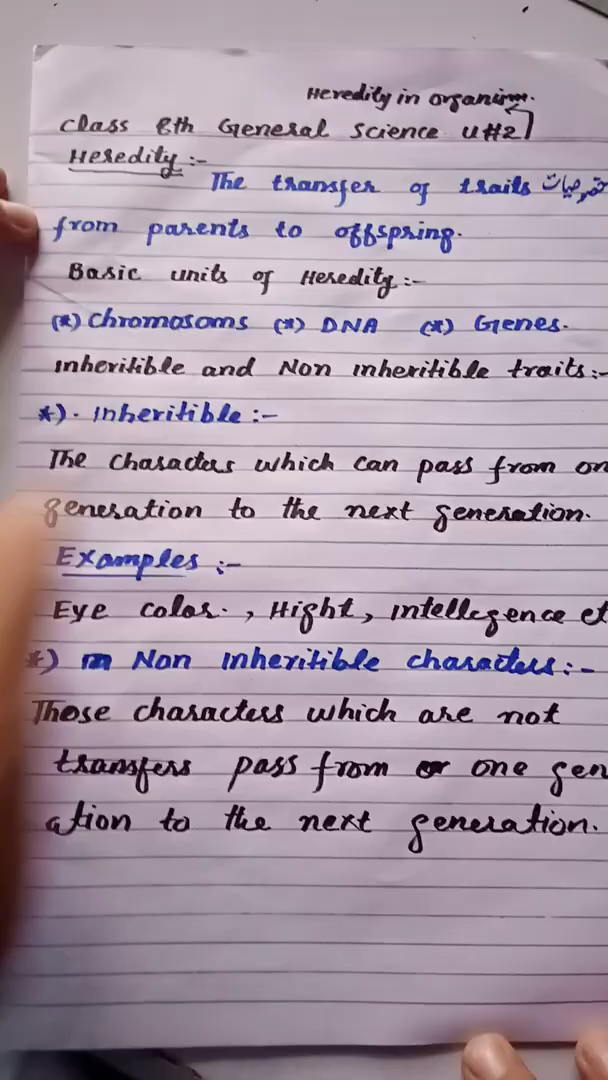 Heredity in organism.
Class 8th General Science U#2
Heredity :-
The transfer of traits
from parents to offspring.
Basic units of Heredity :-
(*) Chromosoms (*) DNA (*) Genes.
Inheritible and Non inheritible traits :-
*). Inheritible :-
The Characters which can pass from on
generation to the next generation.
Examples :-
Eye color. , Hight, intellegence et
*) Non inheritible characters :-
Those characters which are not
transfers pass from one gen
ation to the next generation.